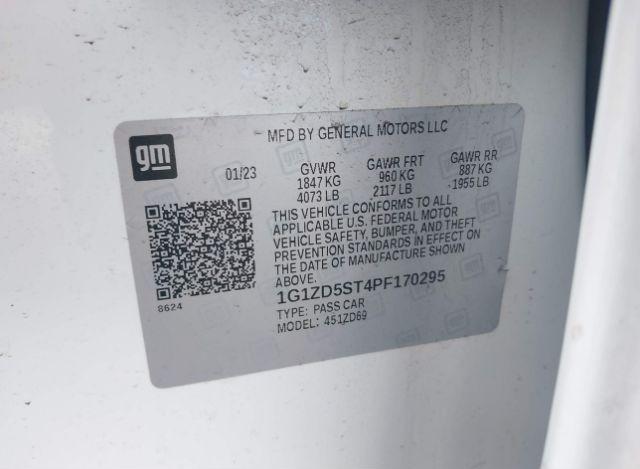 gm
MFD BY GENERAL MOTORS LLC
01/23
GVWR GAWR FRT GAWR RR
1847 KG 960 KG 887 KG
4073 LB 2117 LB 1955 LB
THIS VEHICLE CONFORMS TO ALL
APPLICABLE U.S. FEDERAL MOTOR
VEHICLE SAFETY, BUMPER, AND THEFT
PREVENTION STANDARDS IN EFFECT ON
THE DATE OF MANUFACTURE SHOWN
ABOVE.
8624
1G1ZD5ST4PF170295
TYPE: PASS CAR
MODEL: 451ZD69